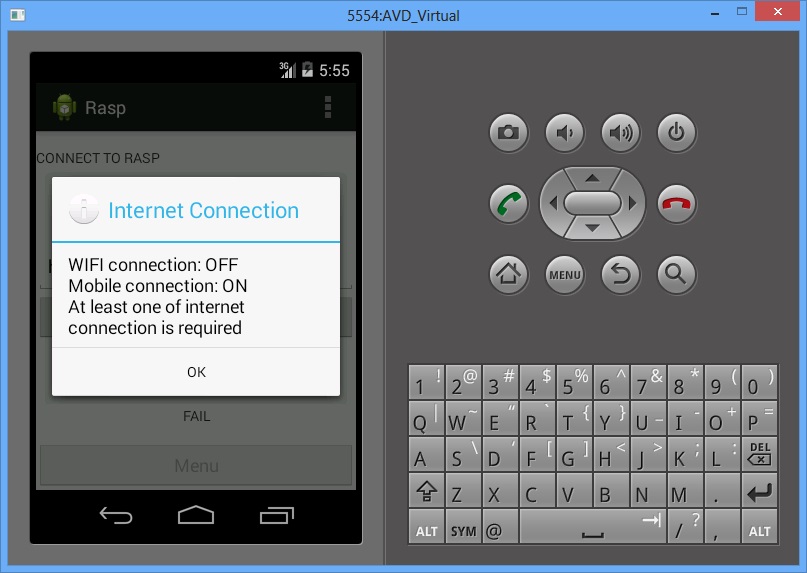 5554:AVD_Virtual
3G 5:55
Rasp
CONNECT TO RASP
Internet Connection
WIFI connection: OFF
Mobile connection: ON
At least one of internet
connection is required
OK
FAIL
Menu
MENU
1 ! 2 @ 3 # 4 $ 5 % 6 ^ 7 & 8 * 9 ( 0 )
Q | W ~ E " R ` T { Y } U _ I - O + P =
A S \ D ' F [ G ] H < J > K ; L : DEL
Z X C V B N M .
ALT SYM @ / ? , ALT